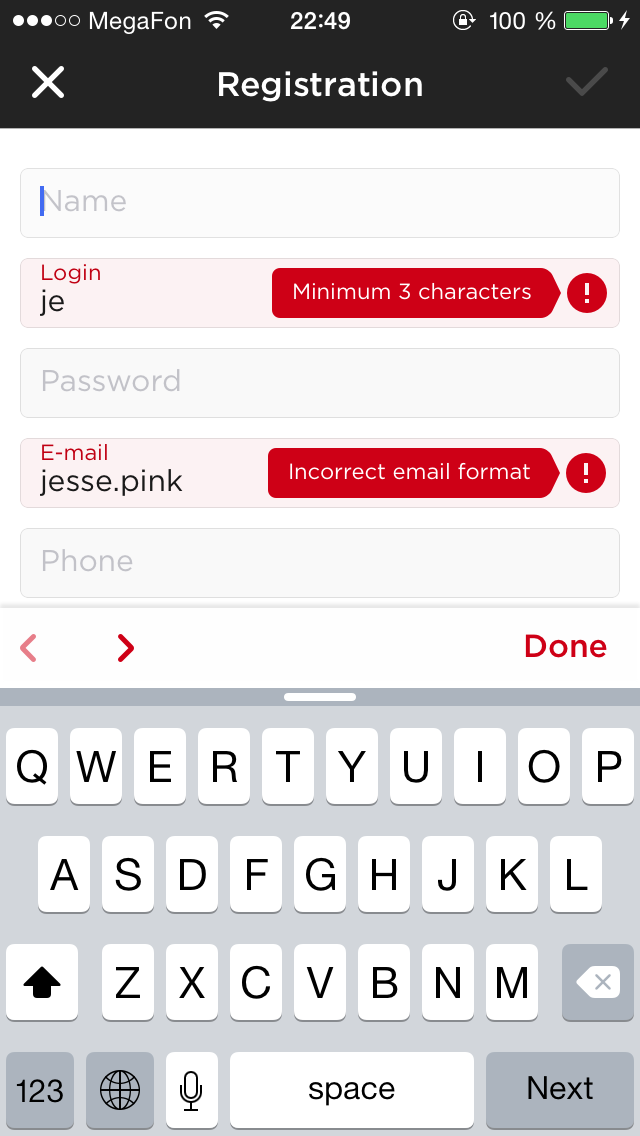 MegaFon 22:49 100 %
Registration
Name
Login
je
Minimum 3 characters
!
Password
E-mail
jesse.pink
Incorrect email format
!
Phone
Done
Q W E R T Y U I O P
A S D F G H J K L
Z X C V B N M
123 space Next